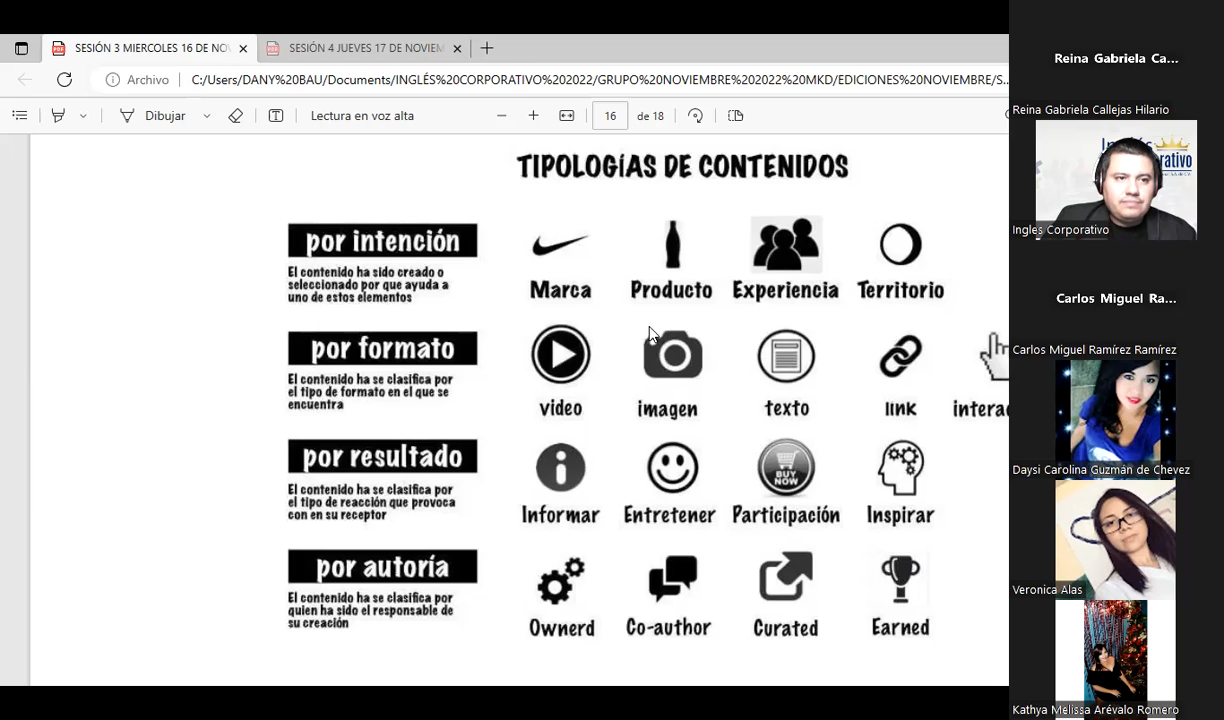 SESIÓN 3 MIERCOLES 16 DE NOV
SESIÓN 4 JUEVES 17 DE NOVIEM
Archivo
C:/Users/DANY%20BAU/Documents/INGLÉS%20CORPORATIVO%202022/GRUPO%20NOVIEMBRE%202022%20MKD/EDICIONES%20NOVIEMBRE/S...
Dibujar
Lectura en voz alta
16
de 18
TIPOLOGÍAS DE CONTENIDOS
por intención
El contenido ha sido creado o
seleccionado por que ayuda a
uno de estos elementos
Marca
Producto
Experiencia
Territorio
por formato
El contenido ha se clasifica por
el tipo de formato en el que se
encuentra
video
imagen
texto
link
interac
por resultado
El contenido ha se clasifica por
el tipo de reacción que provoca
con en su receptor
BUY
NOW
Informar
Entretener
Participación
Inspirar
por autoría
El contenido ha se clasifica por
quien ha sido el responsable de
su creación
Ownerd
Co-author
Curated
Earned
Reina Gabriela Ca...
Reina Gabriela Callejas Hilario
Ingles Corporativo
Carlos Miguel Ra...
Carlos Miguel Ramírez Ramírez
Daysi Carolina Guzmán de Chevez
Veronica Alas
Kathya Melissa Arévalo Romero